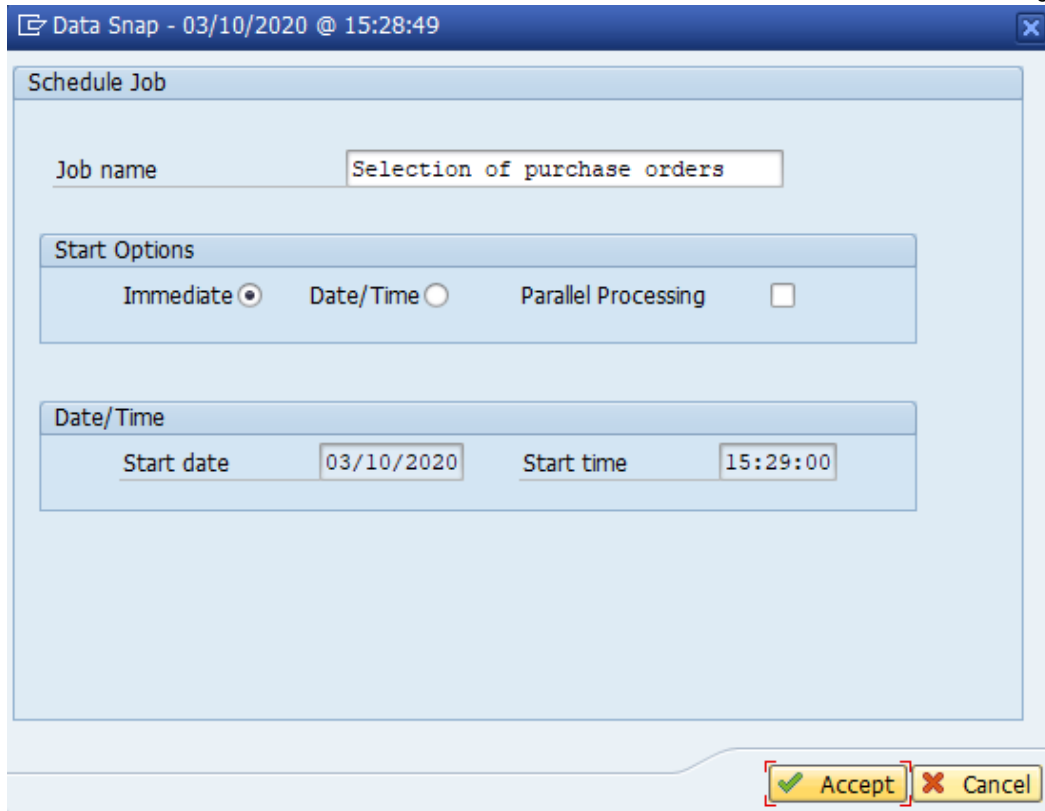 Data Snap - 03/10/2020 @ 15:28:49
Schedule Job
Job name Selection of purchase orders
Start Options
Immediate Date/Time Parallel Processing
Date/Time
Start date 03/10/2020 Start time 15:29:00
Accept Cancel